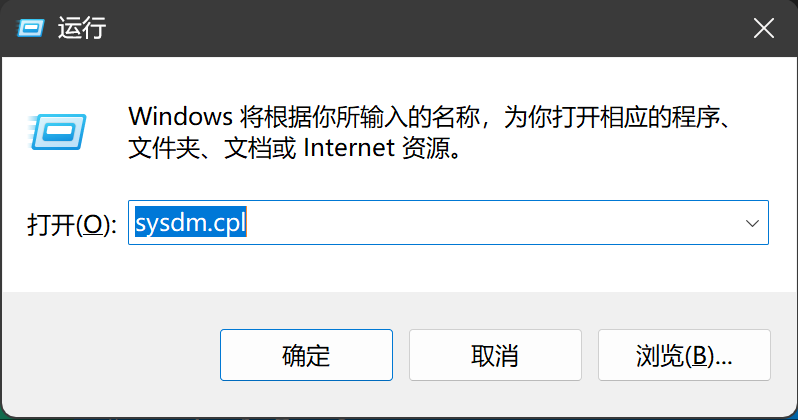 运行
Windows 将根据你所输入的名称，为你打开相应的程序、
文件夹、文档或 Internet 资源。
打开(O): sysdm.cpl
确定 取消 浏览(B)...